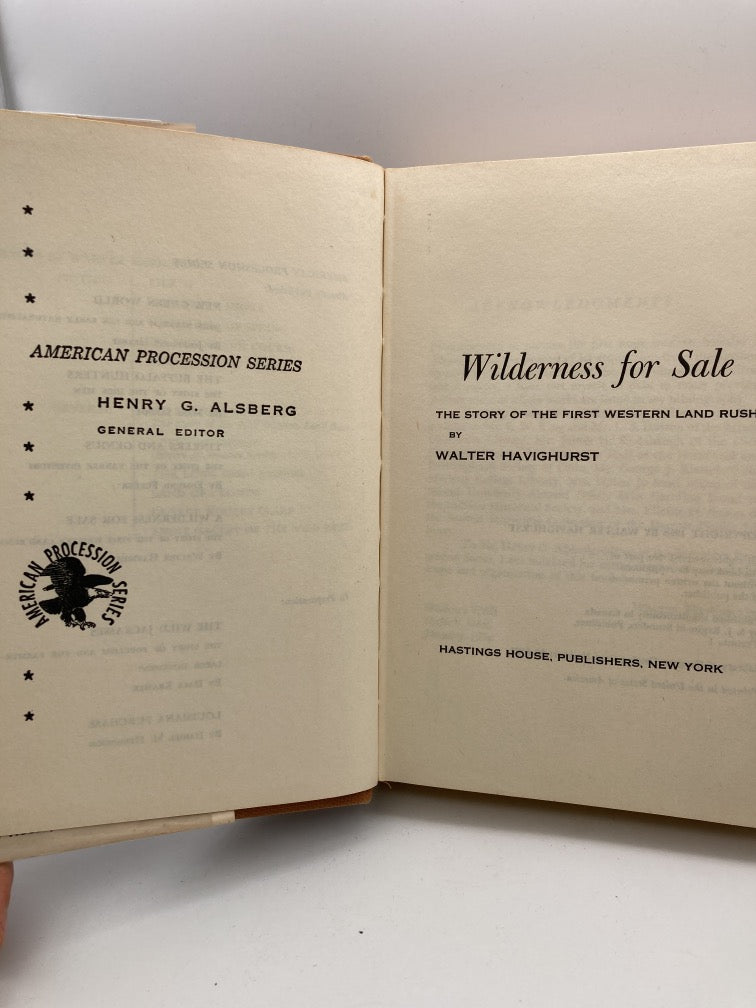 ★
★
★
AMERICAN PROCESSION SERIES
★ HENRY G. ALSBERG
GENERAL EDITOR
★
★
AMERICAN PROCESSION SERIES
★
★
Wilderness for Sale
THE STORY OF THE FIRST WESTERN LAND RUSH
BY
WALTER HAVIGHURST
HASTINGS HOUSE, PUBLISHERS, NEW YORK